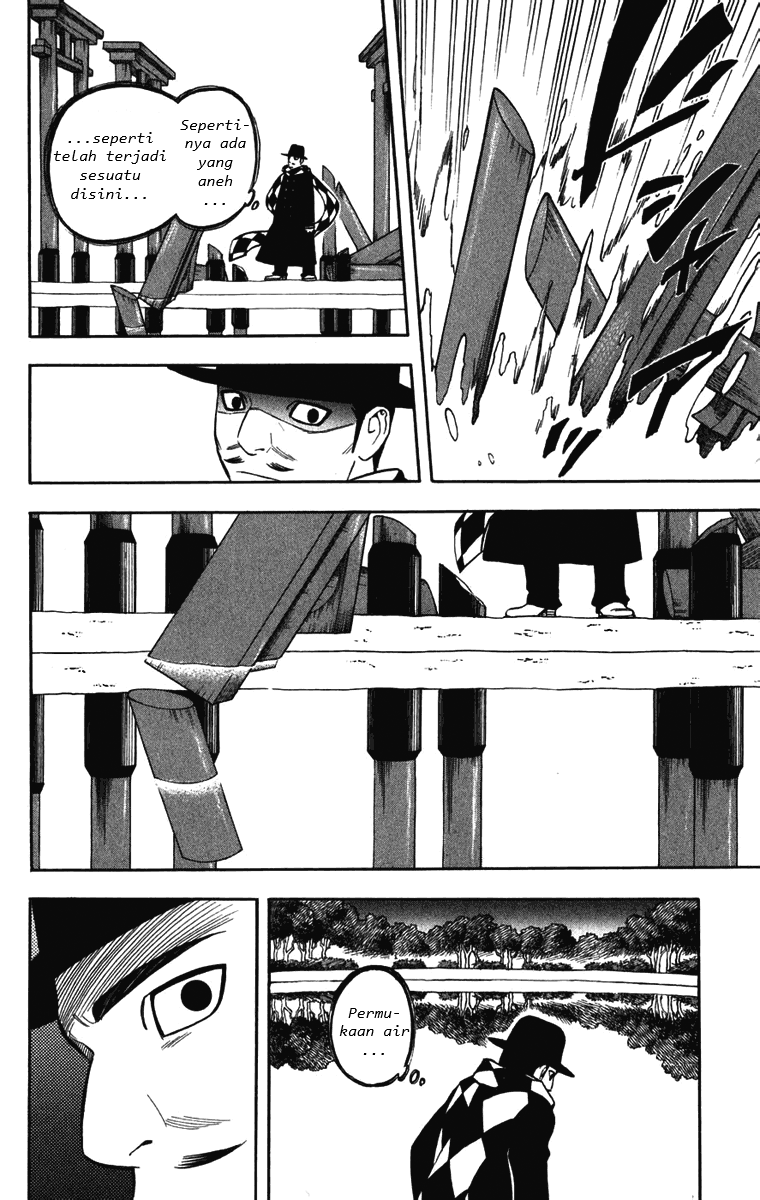 Seperti-
nya ada
yang
aneh
...
...seperti
telah terjadi
sesuatu
disini...
Permu-
kaan air
...